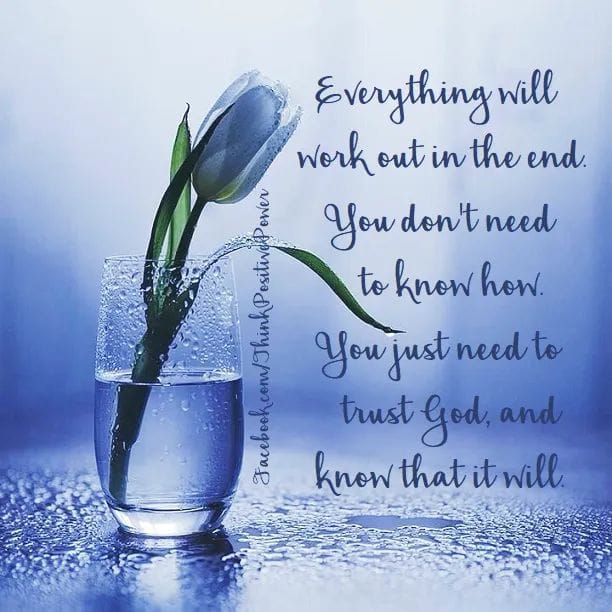 Everything will
work out in the end.
You don't need
to know how.
You just need to
trust God, and
know that it will.
Facebook.com/ThinkPositivePower